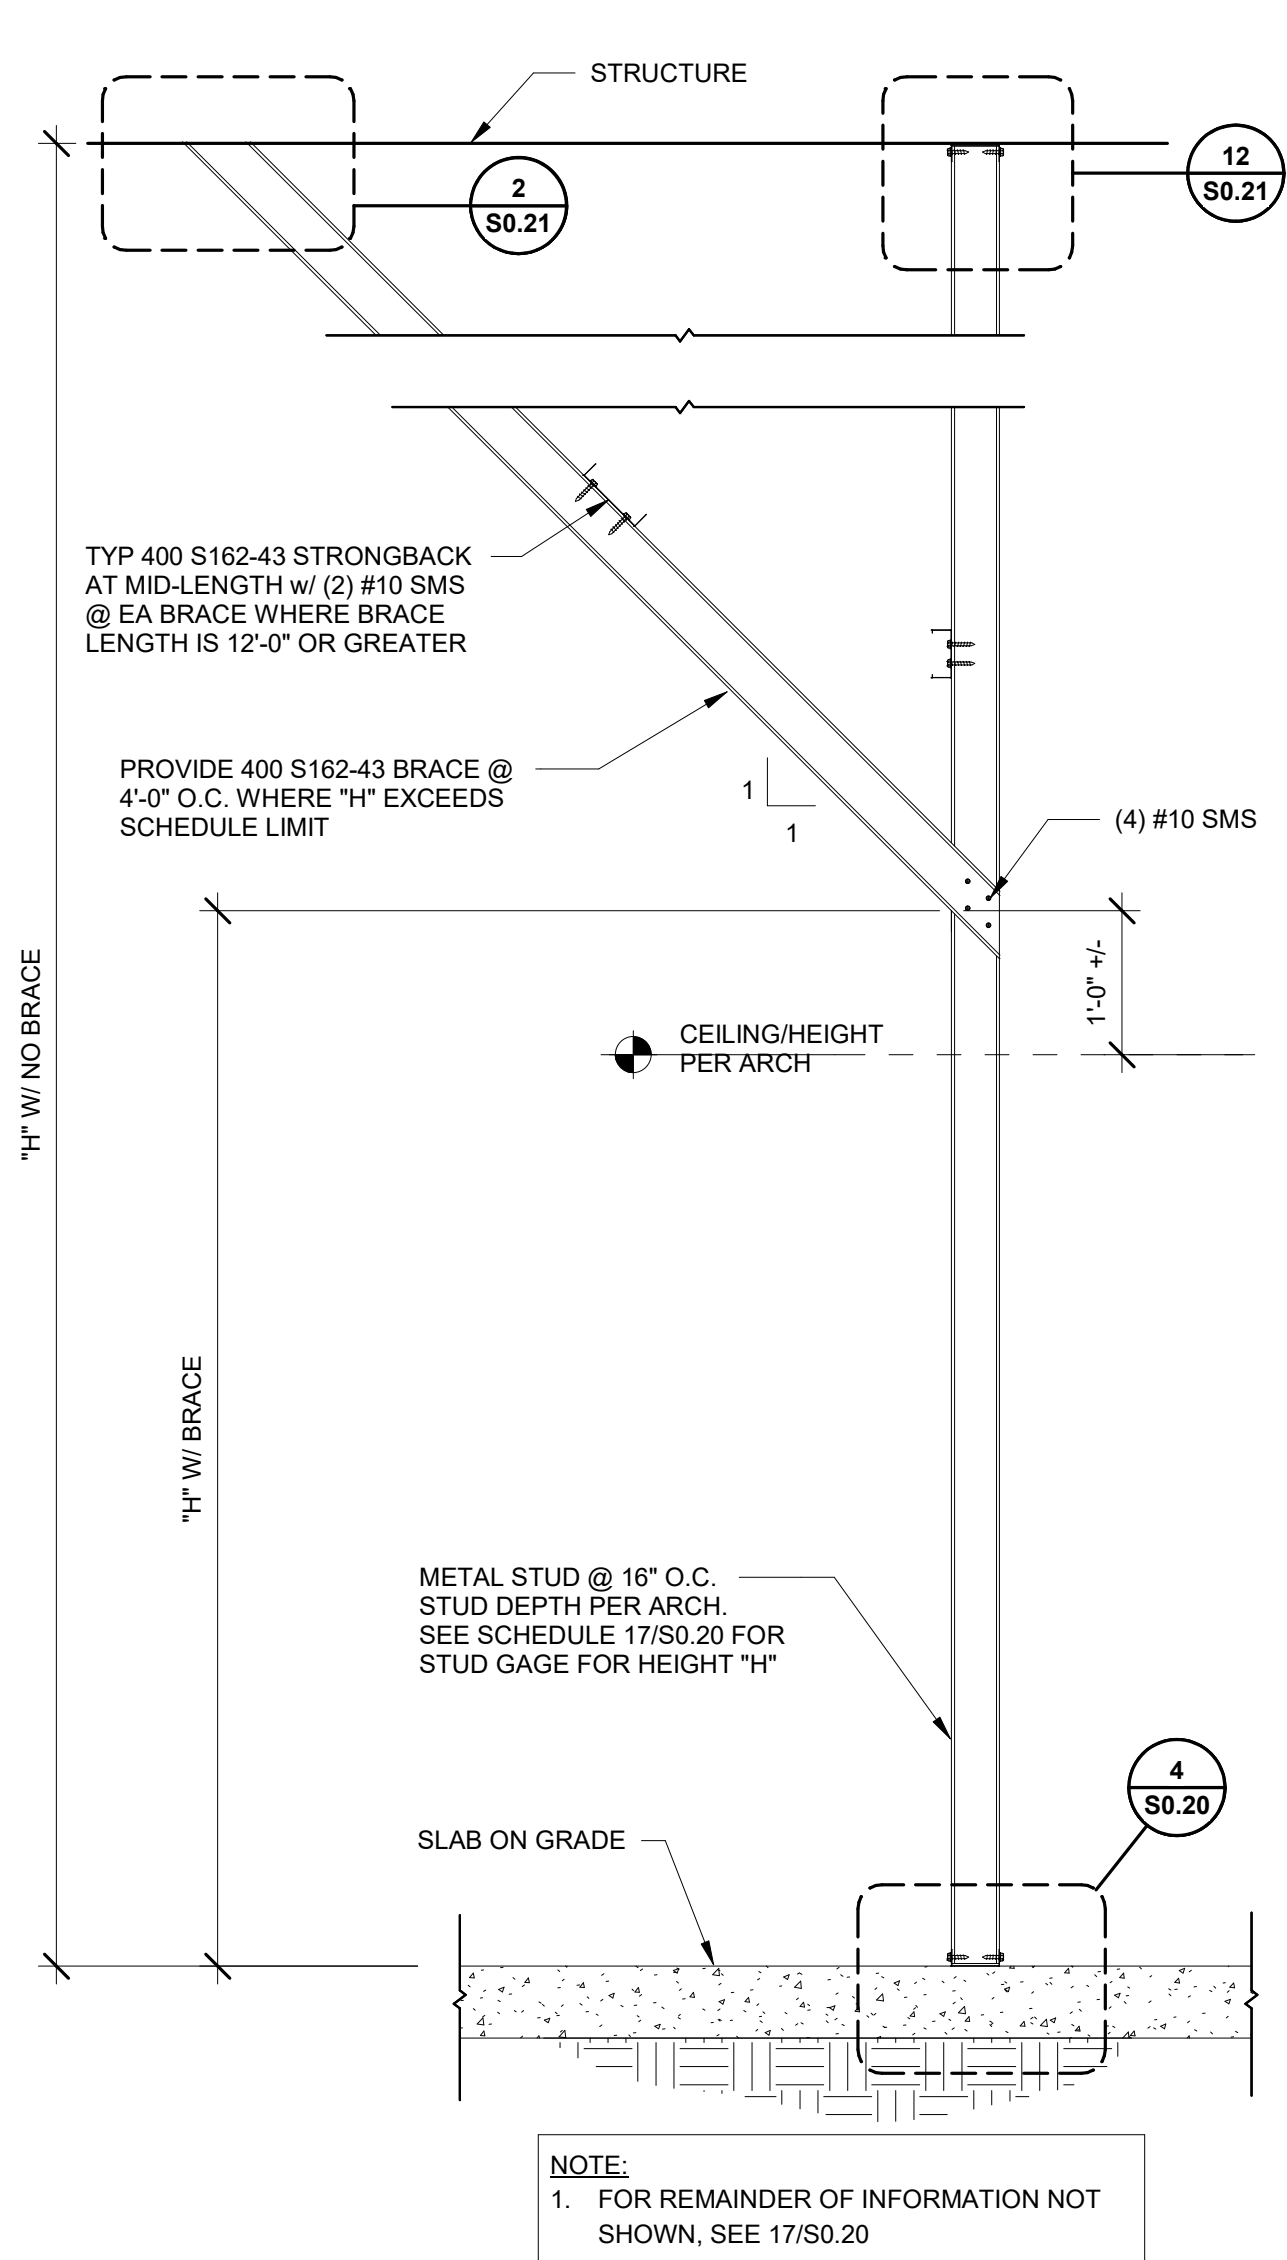 STRUCTURE
12
S0.21
2
S0.21
TYP 400 S162-43 STRONGBACK
AT MID-LENGTH w/ (2) #10 SMS
@ EA BRACE WHERE BRACE
LENGTH IS 12'-0" OR GREATER
PROVIDE 400 S162-43 BRACE @
4'-0" O.C. WHERE "H" EXCEEDS
SCHEDULE LIMIT
1
1
(4) #10 SMS
"H" W/ NO BRACE
1'-0" +/-
CEILING/HEIGHT
PER ARCH
"H" W/ BRACE
METAL STUD @ 16" O.C.
STUD DEPTH PER ARCH.
SEE SCHEDULE 17/S0.20 FOR
STUD GAGE FOR HEIGHT "H"
4
S0.20
SLAB ON GRADE
NOTE:
1. FOR REMAINDER OF INFORMATION NOT
SHOWN, SEE 17/S0.20